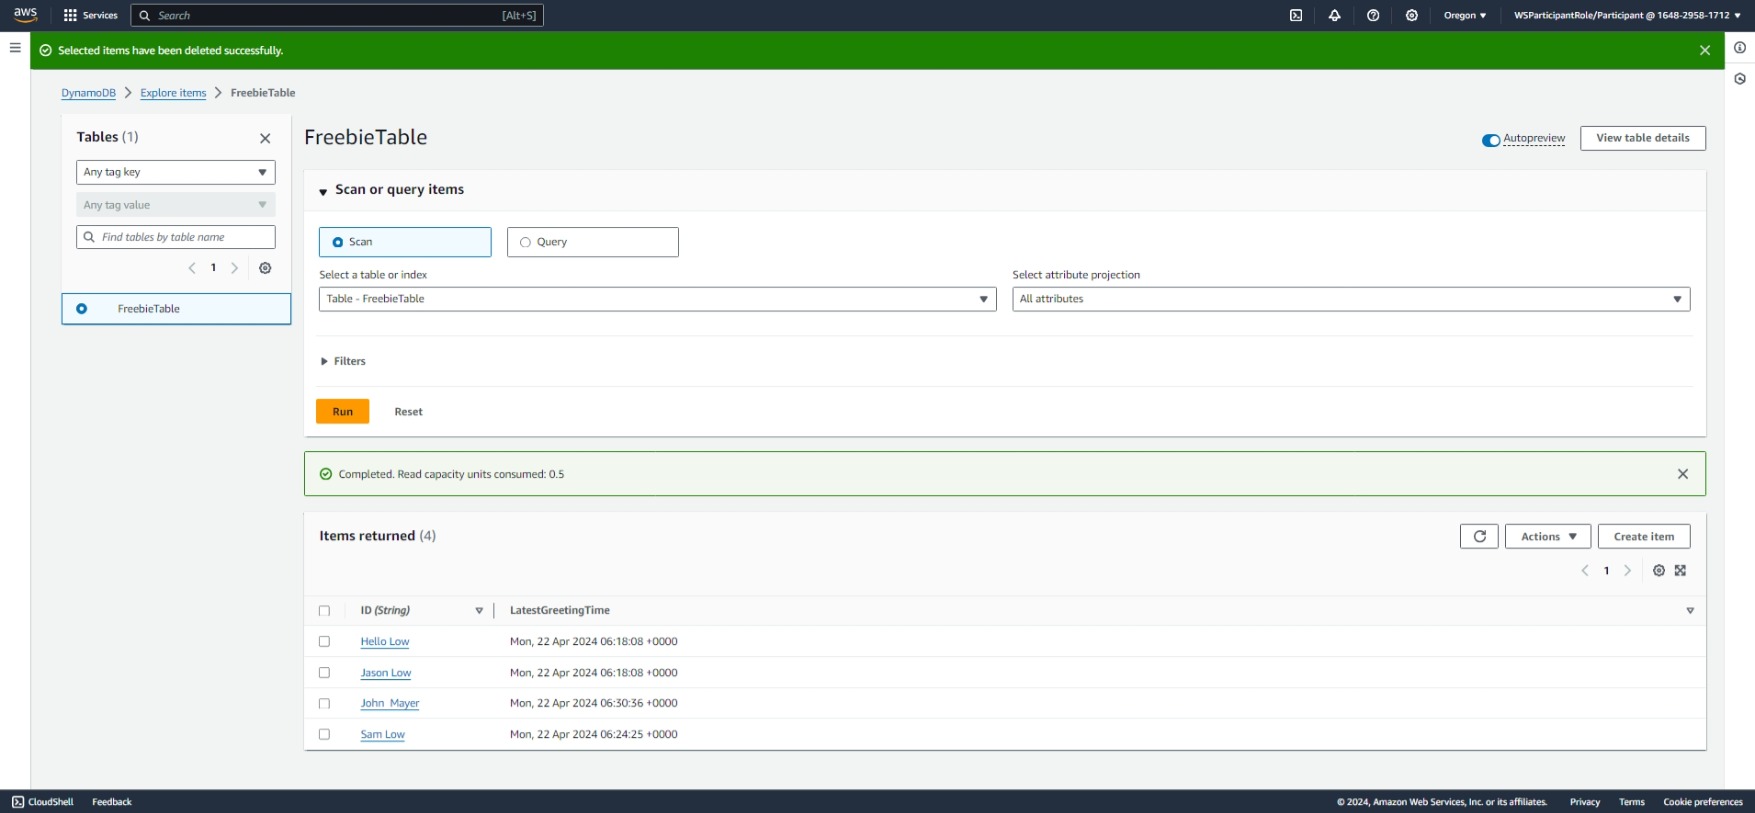 aws Services Search [Alt+S] Oregon WSParticipantRole/Participant @ 1648-2958-1712
Selected items have been deleted successfully.
DynamoDB Explore items FreebieTable
Tables (1)
Any tag key
Any tag value
Find tables by table name
1
FreebieTable
FreebieTable
Autopreview View table details
Scan or query items
Scan Query
Select a table or index Select attribute projection
Table - FreebieTable All attributes
Filters
Run Reset
Completed. Read capacity units consumed: 0.5
Items returned (4) Actions Create item
1
ID (String) LatestGreetingTime
Hello Low Mon, 22 Apr 2024 06:18:08 +0000
Jason Low Mon, 22 Apr 2024 06:18:08 +0000
John Mayer Mon, 22 Apr 2024 06:30:36 +0000
Sam Low Mon, 22 Apr 2024 06:24:25 +0000
CloudShell Feedback © 2024, Amazon Web Services, Inc. or its affiliates. Privacy Terms Cookie preferences